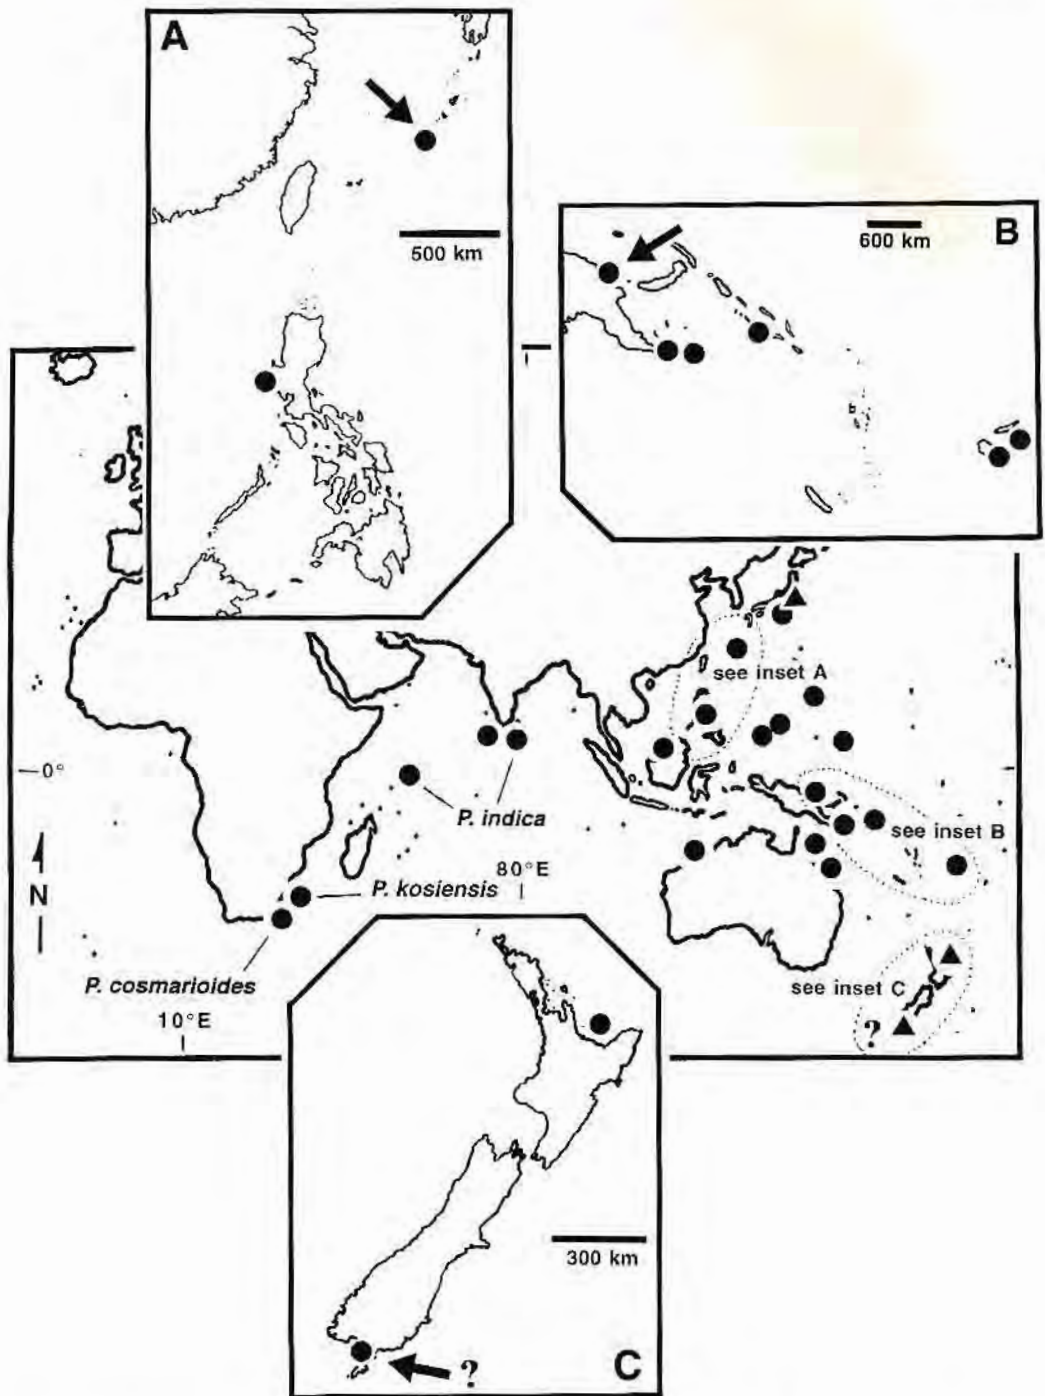 A
500 km
600 km
B
see inset A
0°
P. indica
see inset B
80°E
N
P. kosiensis
P. cosmarioides
see inset C
10°E
?
300 km
?
C